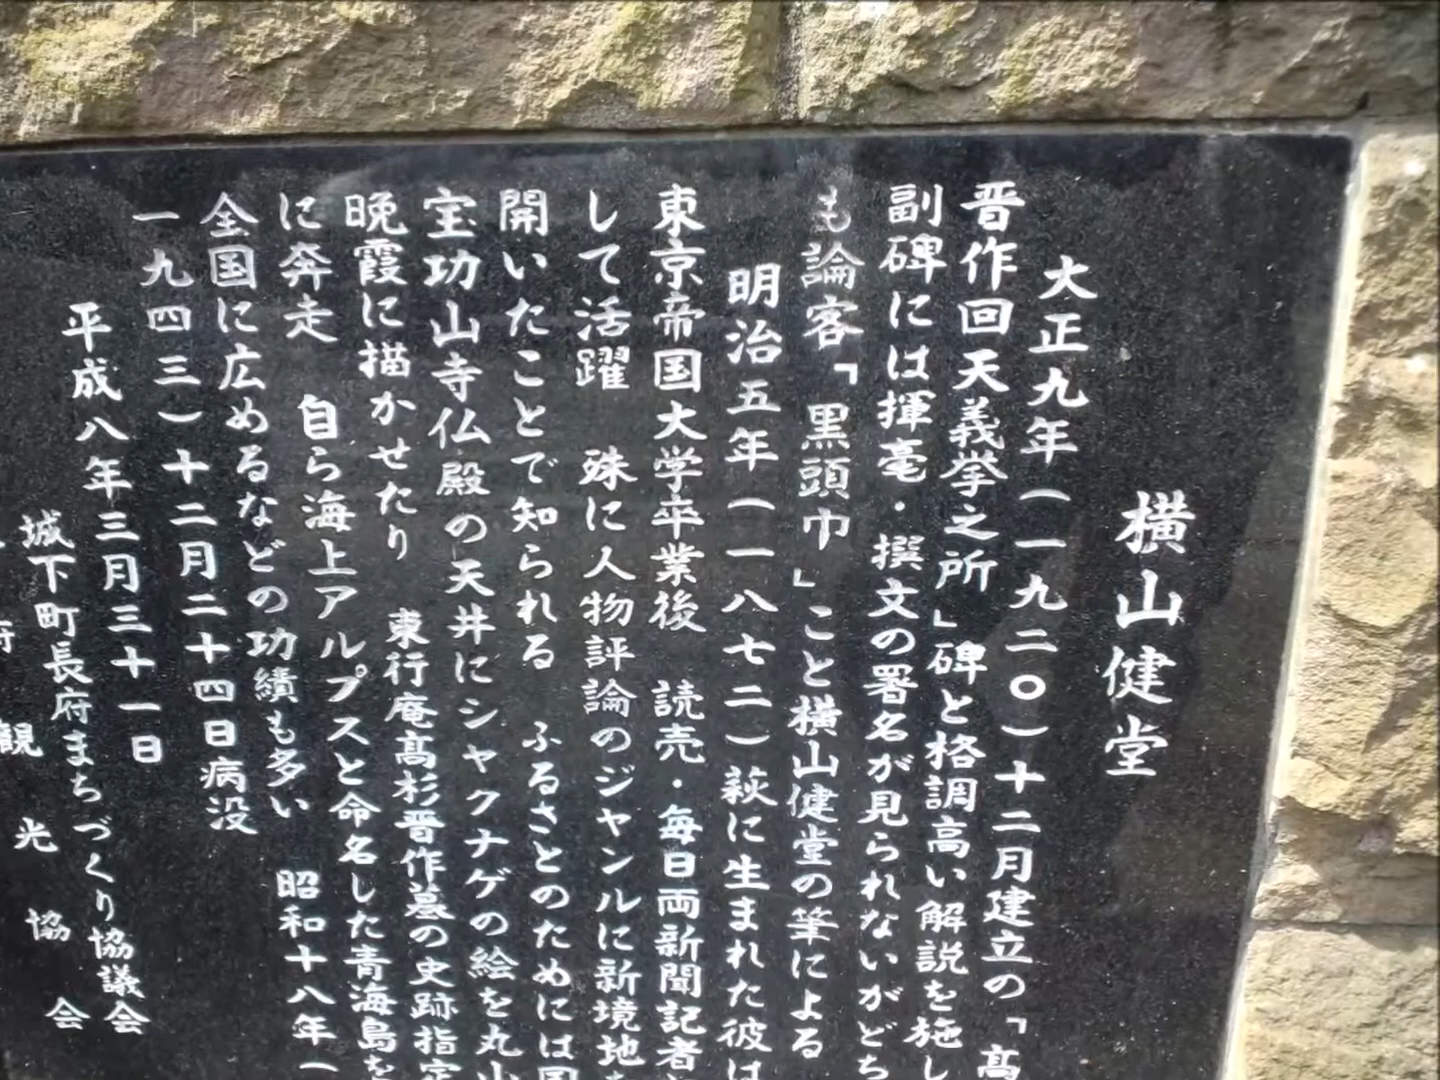 横山健堂
大正九年(一九二〇)十二月建立の「高
晋作回天義挙之所」碑と格調高い解説を施し
副碑には揮毫・撰文の署名が見られないがどち
も論客「黒頭巾」こと横山健堂の筆による
明治五年(一八七二)萩に生まれた彼は
東京帝国大学卒業後 読売・毎日両新聞記者
して活躍 殊に人物評論のジャンルに新境地
開いたことで知られる ふるさとのためには
宝功山寺仏殿の天井にシャクナゲの絵を丸山
晩霞に描かせたり 東行庵高杉晋作墓の史跡指定
に奔走 自ら海上アルプスと命名した青海島を
全国に広めるなどの功績も多い 昭和十八年(
一九四三)十二月二十四日病没
平成八年三月三十一日
城下町長府まちづくり協議会
観光協会